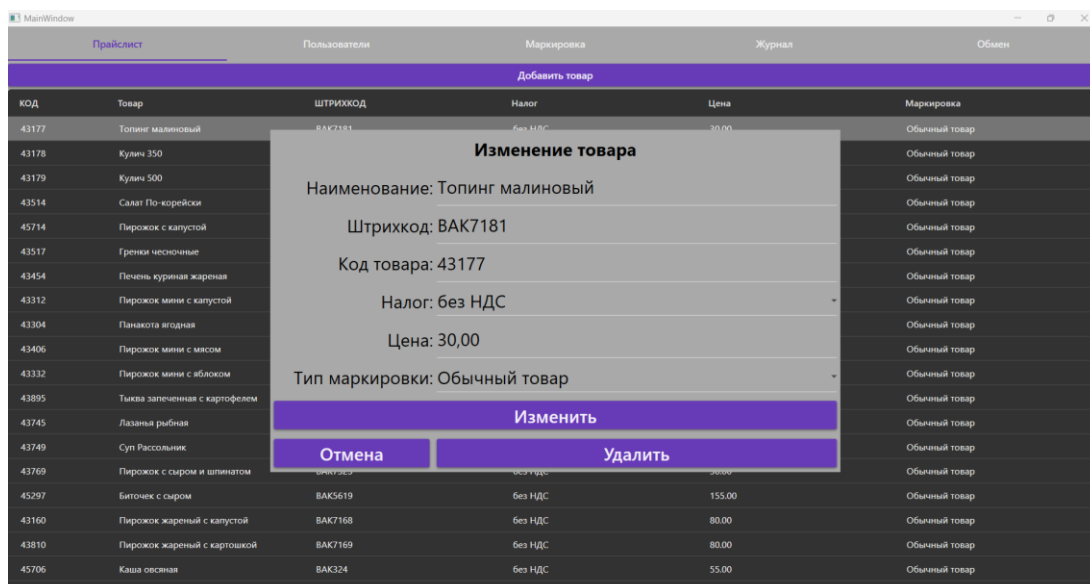 MainWindow
Прайслист Пользователи Маркировка Журнал Обмен
Добавить товар
КОД Товар ШТРИХКОД Налог Цена Маркировка
43177 Топинг малиновый BAK7181 без НДС 30.00 Обычный товар
43178 Кулич 350 Обычный товар
43179 Кулич 500 Обычный товар
43514 Салат По-корейски Обычный товар
45714 Пирожок с капустой Обычный товар
43517 Гренки чесночные Обычный товар
43454 Печень куриная жареная Обычный товар
43312 Пирожок мини с капустой Обычный товар
43304 Панакота ягодная Обычный товар
43406 Пирожок мини с мясом Обычный товар
43332 Пирожок мини с яблоком Обычный товар
43895 Тыква запеченная с картофелем Обычный товар
43745 Лазанья рыбная Обычный товар
43749 Суп Рассольник Обычный товар
43769 Пирожок с сыром и шпинатом без НДС Обычный товар
45297 Биточек с сыром BAK5619 без НДС 155.00 Обычный товар
43160 Пирожок жареный с капустой BAK7168 без НДС 80.00 Обычный товар
43810 Пирожок жареный с картошкой BAK7169 без НДС 80.00 Обычный товар
45706 Каша овсяная BAK324 без НДС 55.00 Обычный товар
Изменение товара
Наименование: Топинг малиновый
Штрихкод: BAK7181
Код товара: 43177
Налог: без НДС
Цена: 30,00
Тип маркировки: Обычный товар
Изменить
Отмена Удалить